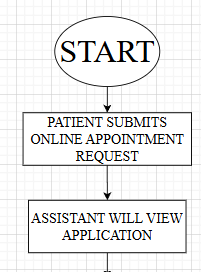 START
PATIENT SUBMITS
ONLINE APPOINTMENT
REQUEST
ASSISTANT WILL VIEW
APPLICATION